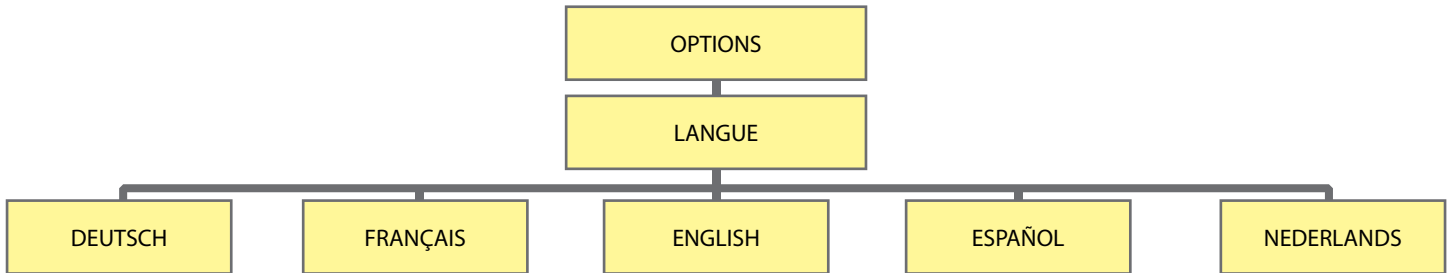 OPTIONS
LANGUE
DEUTSCH
FRANÇAIS
ENGLISH
ESPAÑOL
NEDERLANDS